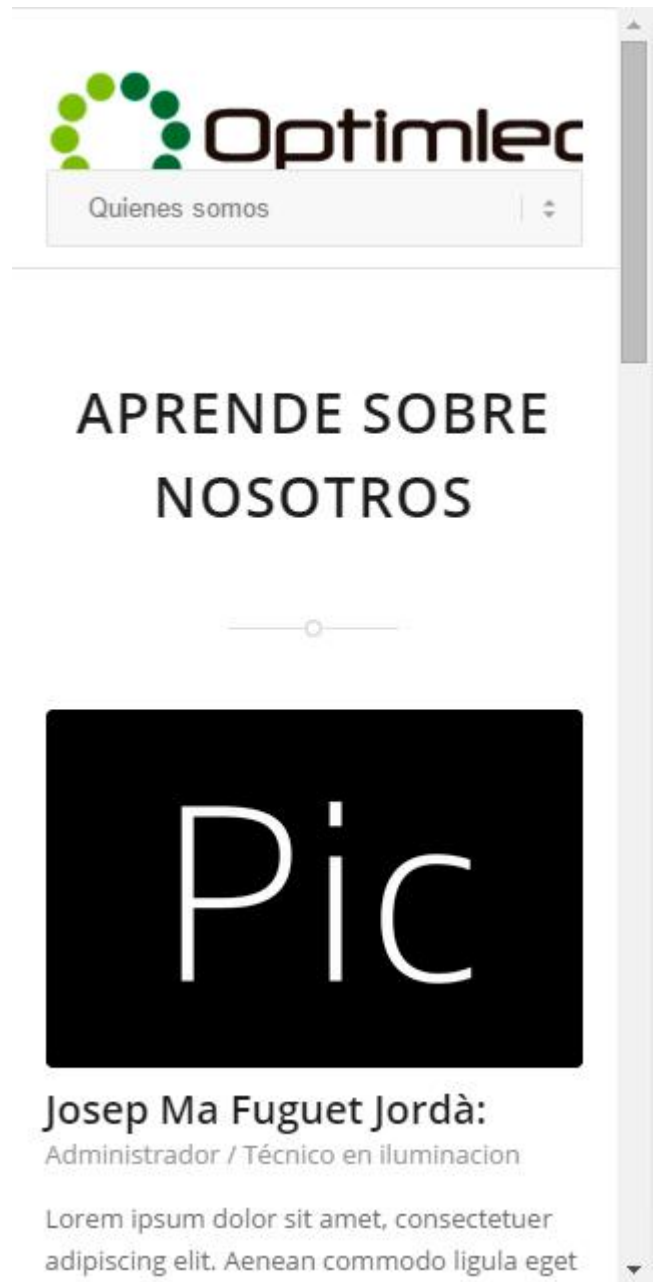 Optimlec
Quienes somos
APRENDE SOBRE
NOSOTROS
Pic
Josep Ma Fuguet Jordà:
Administrador / Técnico en iluminacion
Lorem ipsum dolor sit amet, consectetuer
adipiscing elit. Aenean commodo ligula eget